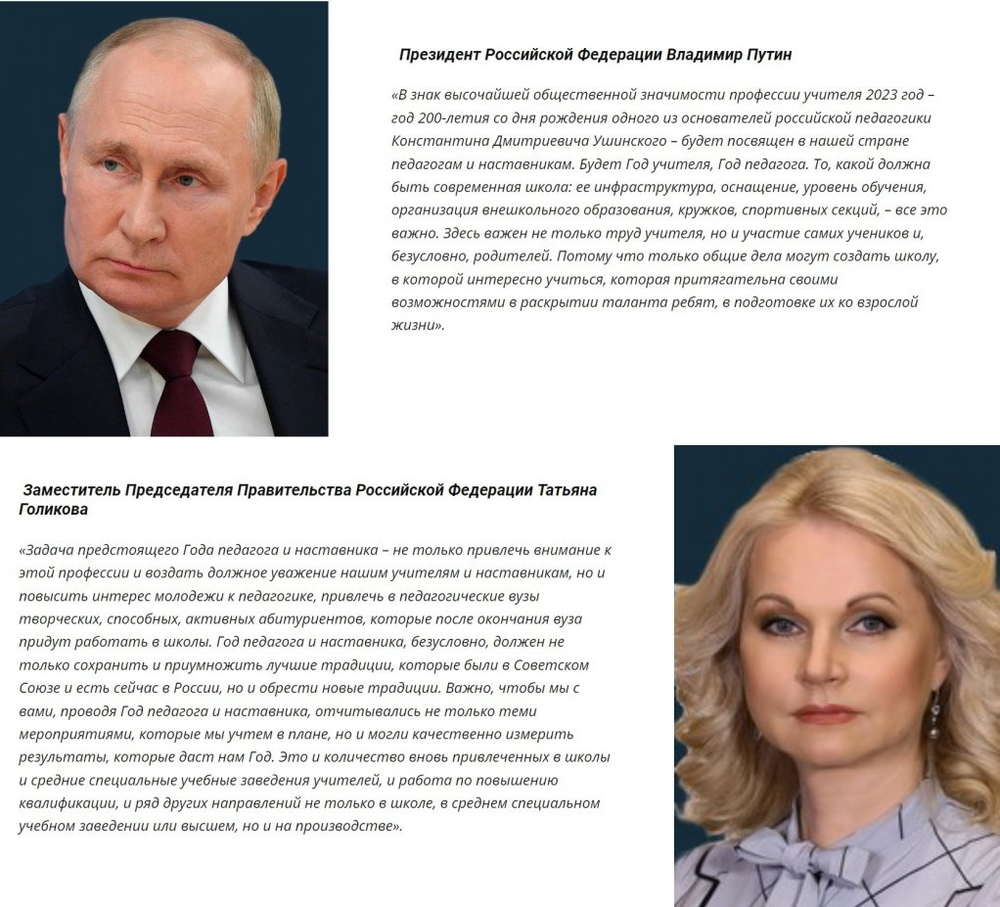 Президент Российской Федерации Владимир Путин
«В знак высочайшей общественной значимости профессии учителя 2023 год –
год 200-летия со дня рождения одного из основателей российской педагогики
Константина Дмитриевича Ушинского – будет посвящен в нашей стране
педагогам и наставникам. Будет Год учителя, Год педагога. То, какой должна
быть современная школа: ее инфраструктура, оснащение, уровень обучения,
организация внешкольного образования, кружков, спортивных секций, – все это
важно. Здесь важен не только труд учителя, но и участие самих учеников и,
безусловно, родителей. Потому что только общие дела могут создать школу,
в которой интересно учиться, которая притягательна своими
возможностями в раскрытии таланта ребят, в подготовке их ко взрослой
жизни».
Заместитель Председателя Правительства Российской Федерации Татьяна
Голикова
«Задача предстоящего Года педагога и наставника – не только привлечь внимание к
этой профессии и воздать должное уважение нашим учителям и наставникам, но и
повысить интерес молодежи к педагогике, привлечь в педагогические вузы
творческих, способных, активных абитуриентов, которые после окончания вуза
придут работать в школы. Год педагога и наставника, безусловно, должен не
только сохранить и приумножить лучшие традиции, которые были в Советском
Союзе и есть сейчас в России, но и обрести новые традиции. Важно, чтобы мы с
вами, проводя Год педагога и наставника, отчитывались не только теми
мероприятиями, которые мы учтем в плане, но и могли качественно измерить
результаты, которые даст нам Год. Это и количество вновь привлеченных в школы
и средние специальные учебные заведения учителей, и работа по повышению
квалификации, и ряд других направлений не только в школе, в среднем специальном
учебном заведении или высшем, но и на производстве».